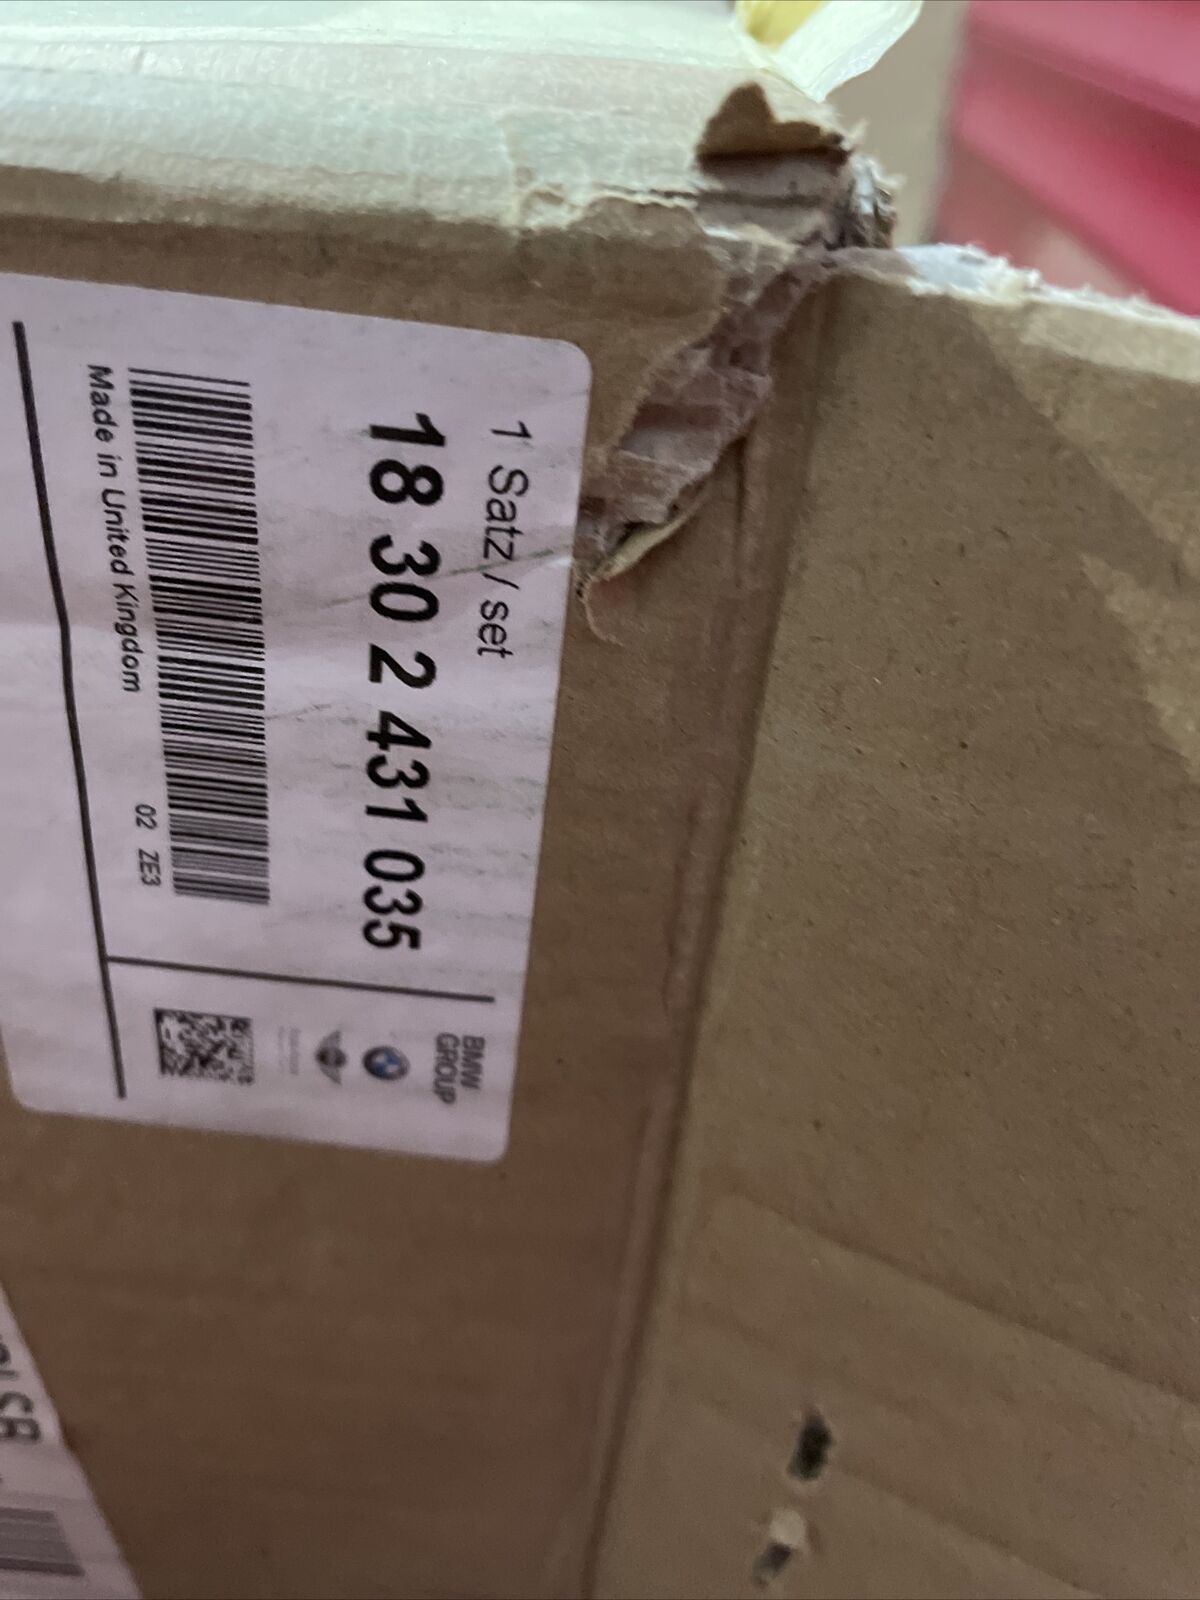 1 Satz / set
18 30 2 431 035
02 ZE3
Made in United Kingdom
BMW
GROUP